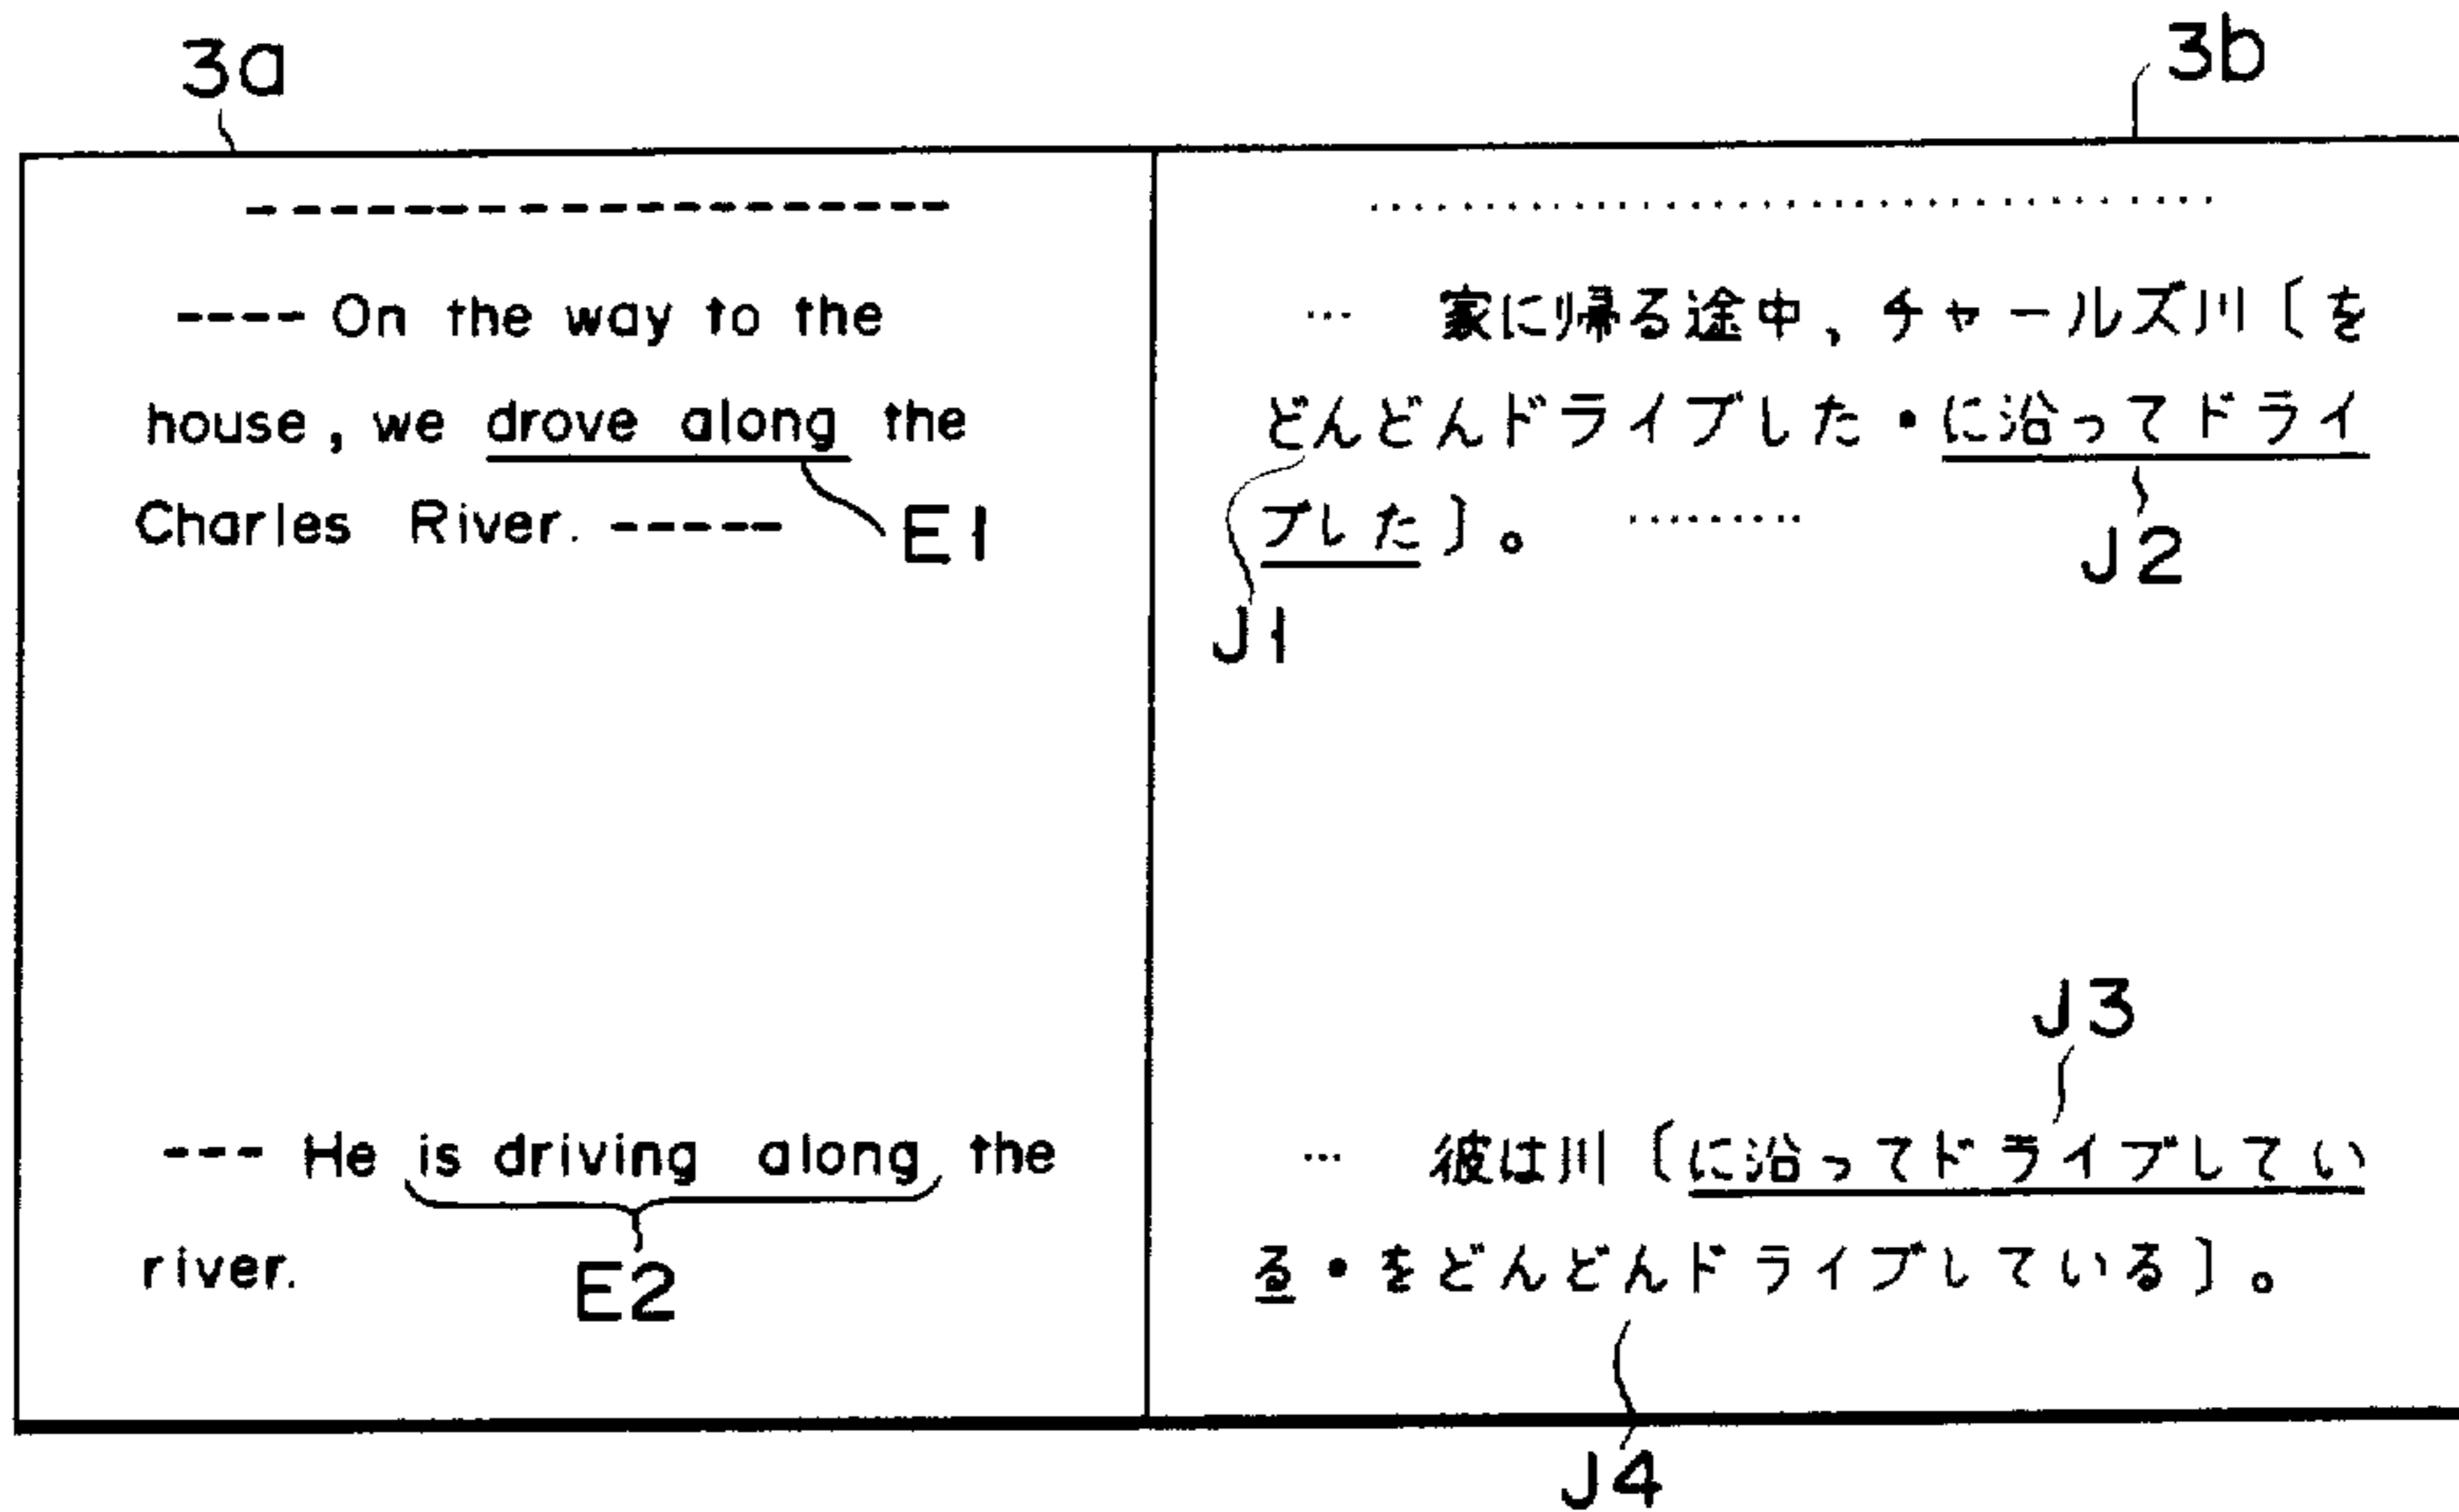 3a
3b
---- On the way to the
house, we drove along the
Charles River. -----
E1
--- He is driving along the
river.
E2
… 家に帰る途中，チャールズ川〔を
どんどんドライブした・に沿ってドライ
ブした〕。 ………
J2
J1
J3
… 彼は川〔に沿ってドライブしてい
る・をどんどんドライブしている〕。
J4